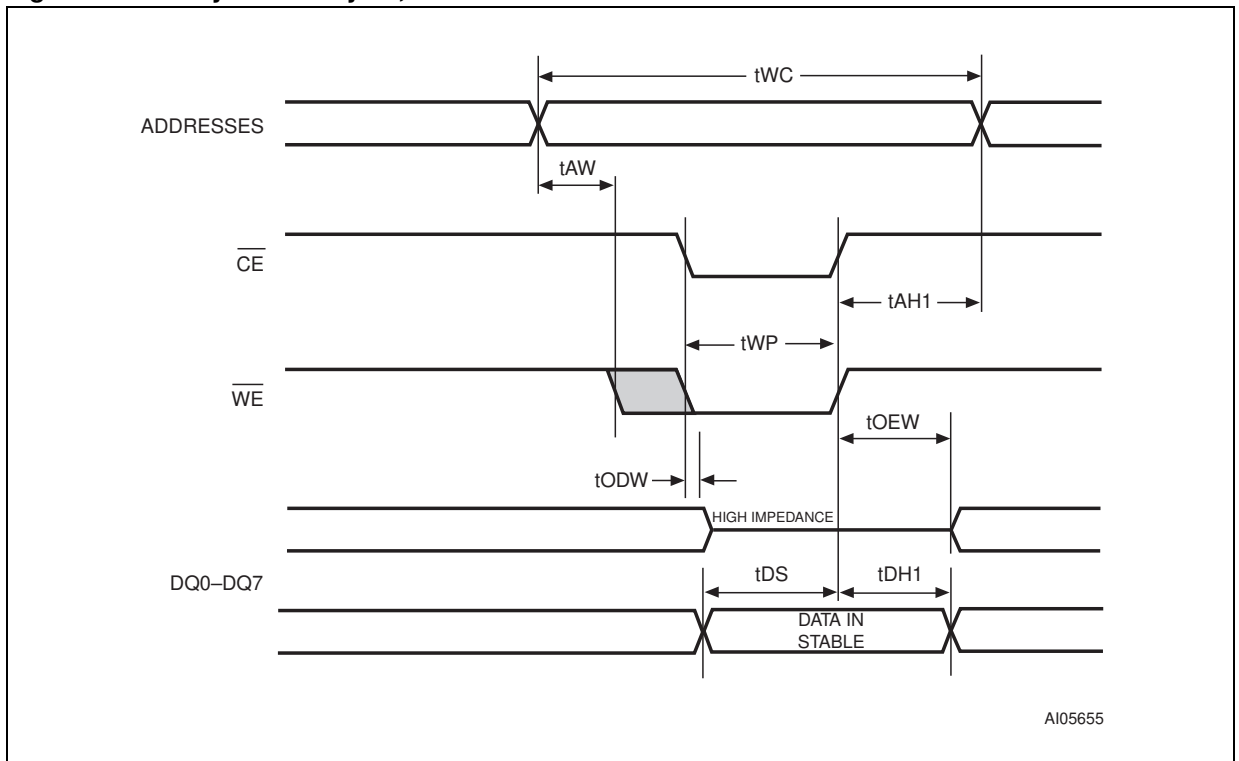 tWC
ADDRESSES
tAW
CE
tAH1
tWP
WE
tOEW
tODW
HIGH IMPEDANCE
DQ0–DQ7
tDS
tDH1
DATA IN
STABLE
AI05655